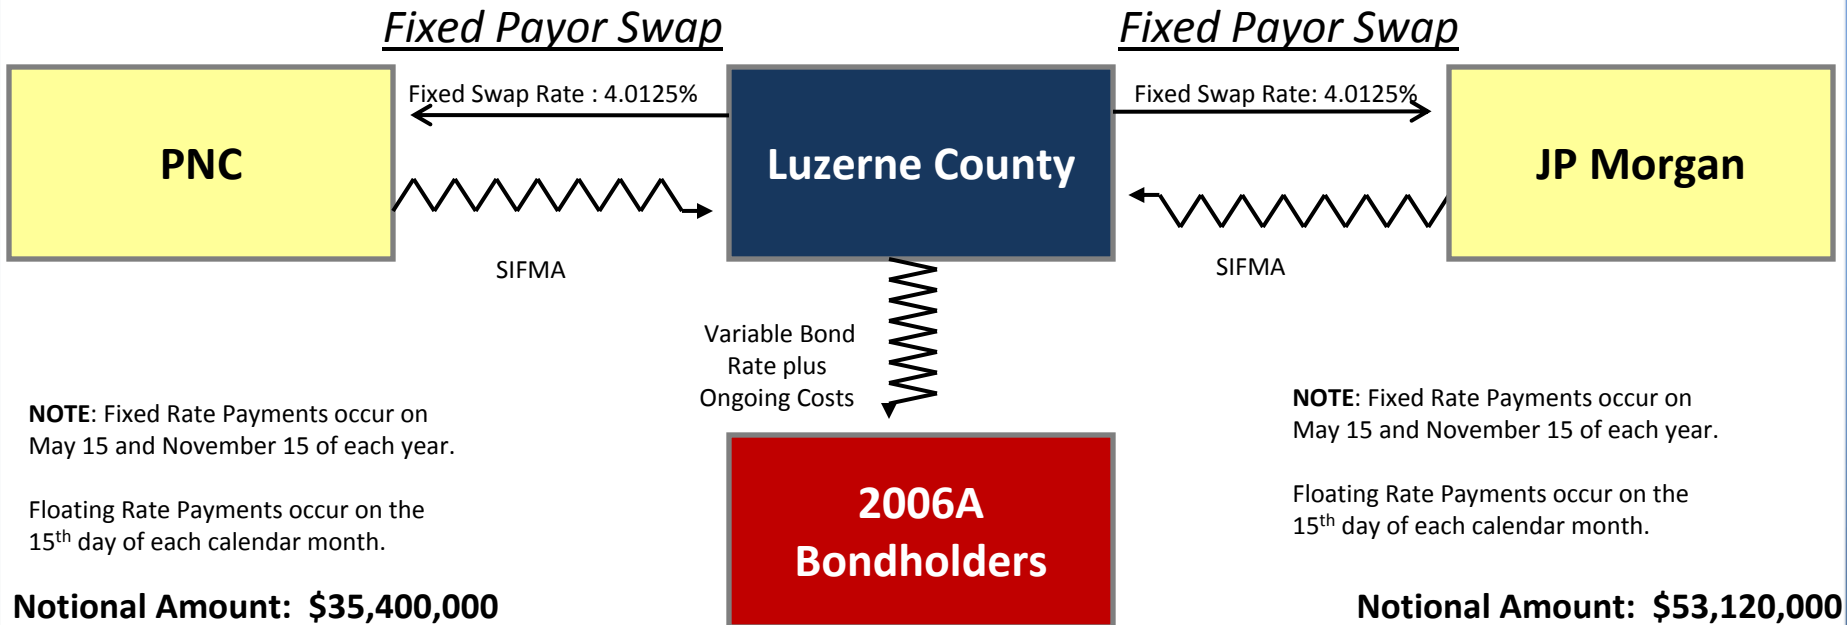 Fixed Payor Swap
Fixed Payor Swap
Fixed Swap Rate : 4.0125%
Fixed Swap Rate: 4.0125%
PNC
Luzerne County
JP Morgan
SIFMA
SIFMA
Variable Bond
Rate plus
Ongoing Costs
NOTE: Fixed Rate Payments occur on
May 15 and November 15 of each year.
Floating Rate Payments occur on the
15th day of each calendar month.
NOTE: Fixed Rate Payments occur on
May 15 and November 15 of each year.
Floating Rate Payments occur on the
15th day of each calendar month.
2006A
Bondholders
Notional Amount: $35,400,000
Notional Amount: $53,120,000